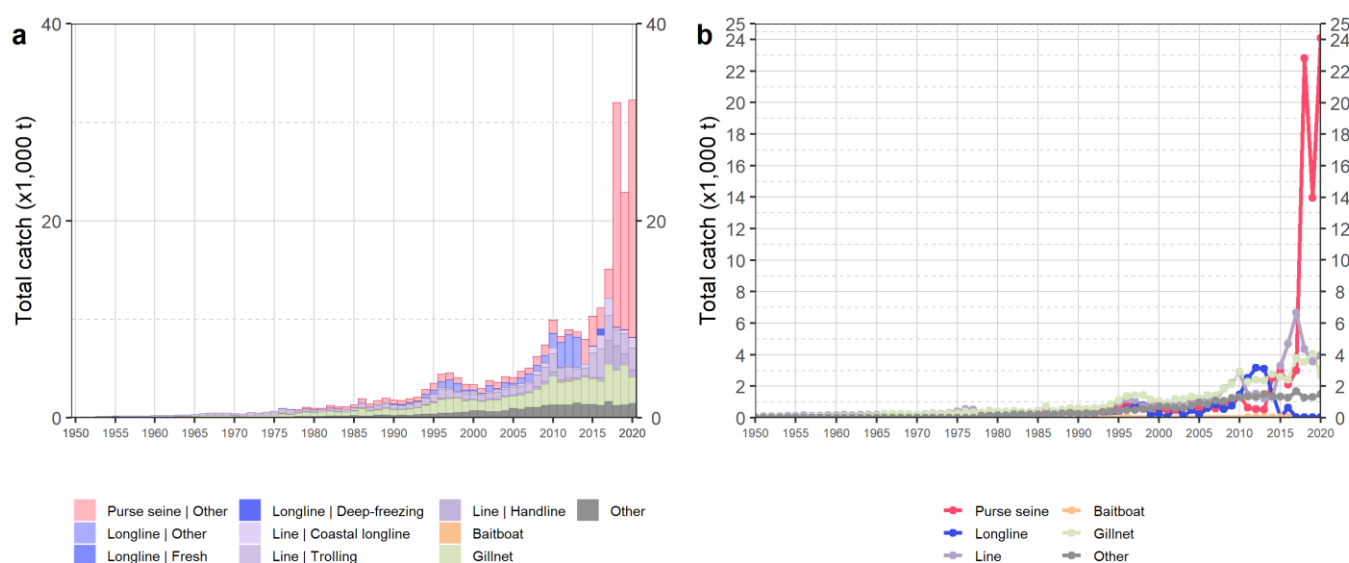 a
Total catch (x1,000 t)
40
20
0
40
20
0
1950 1955 1960 1965 1970 1975 1980 1985 1990 1995 2000 2005 2010 2015 2020
Purse seine | Other
Longline | Other
Longline | Fresh
Longline | Deep-freezing
Line | Coastal longline
Line | Trolling
Line | Handline
Baitboat
Gillnet
Other
b
Total catch (x1,000 t)
25
24
22
20
18
16
14
12
10
8
6
4
2
0
25
24
22
20
18
16
14
12
10
8
6
4
2
0
1950 1955 1960 1965 1970 1975 1980 1985 1990 1995 2000 2005 2010 2015 2020
Purse seine
Longline
Line
Baitboat
Gillnet
Other